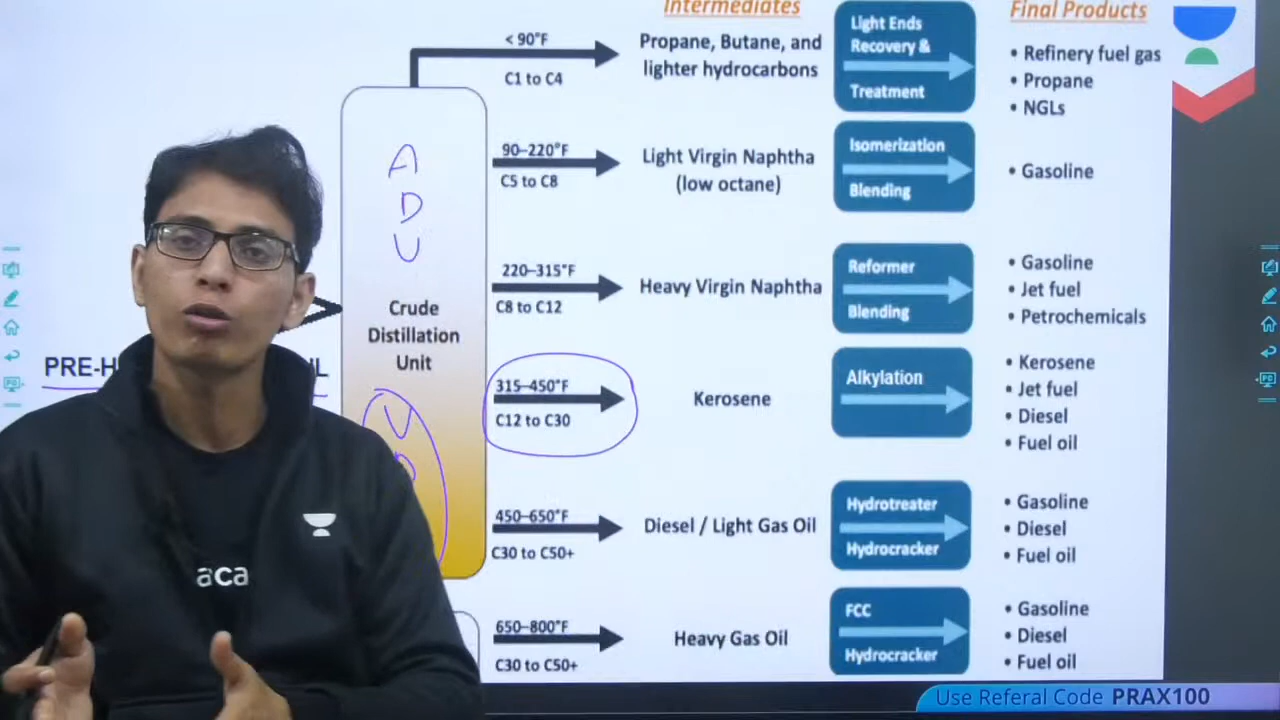 Intermediates
Final Products
< 90°F
C1 to C4
Propane, Butane, and
lighter hydrocarbons
Light Ends
Recovery &
Treatment
• Refinery fuel gas
• Propane
• NGLs
A
D
U
90–220°F
C5 to C8
Light Virgin Naphtha
(low octane)
Isomerization
Blending
• Gasoline
220–315°F
C8 to C12
Heavy Virgin Naphtha
Reformer
Blending
• Gasoline
• Jet fuel
• Petrochemicals
Crude
Distillation
Unit
PRE-H
L
315–450°F
C12 to C30
Kerosene
Alkylation
• Kerosene
• Jet fuel
• Diesel
• Fuel oil
V
D
450–650°F
C30 to C50+
Diesel / Light Gas Oil
Hydrotreater
Hydrocracker
• Gasoline
• Diesel
• Fuel oil
650–800°F
C30 to C50+
Heavy Gas Oil
FCC
Hydrocracker
• Gasoline
• Diesel
• Fuel oil
aca
Use Referal Code PRAX100